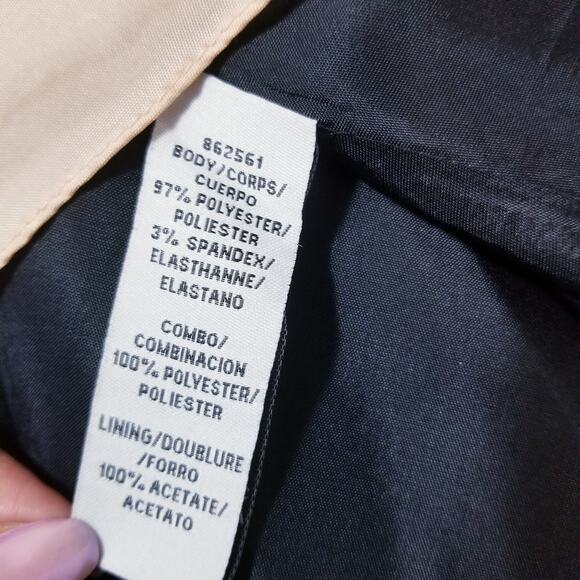 862561
BODY/CORPS/
CUERPO
97% POLYESTER/
POLIESTER
3% SPANDEX/
ELASTHANNE/
ELASTANO
COMBO/
COMBINACION
100% POLYESTER/
POLIESTER
LINING/DOUBLURE
/FORRO
100% ACETATE/
ACETATO